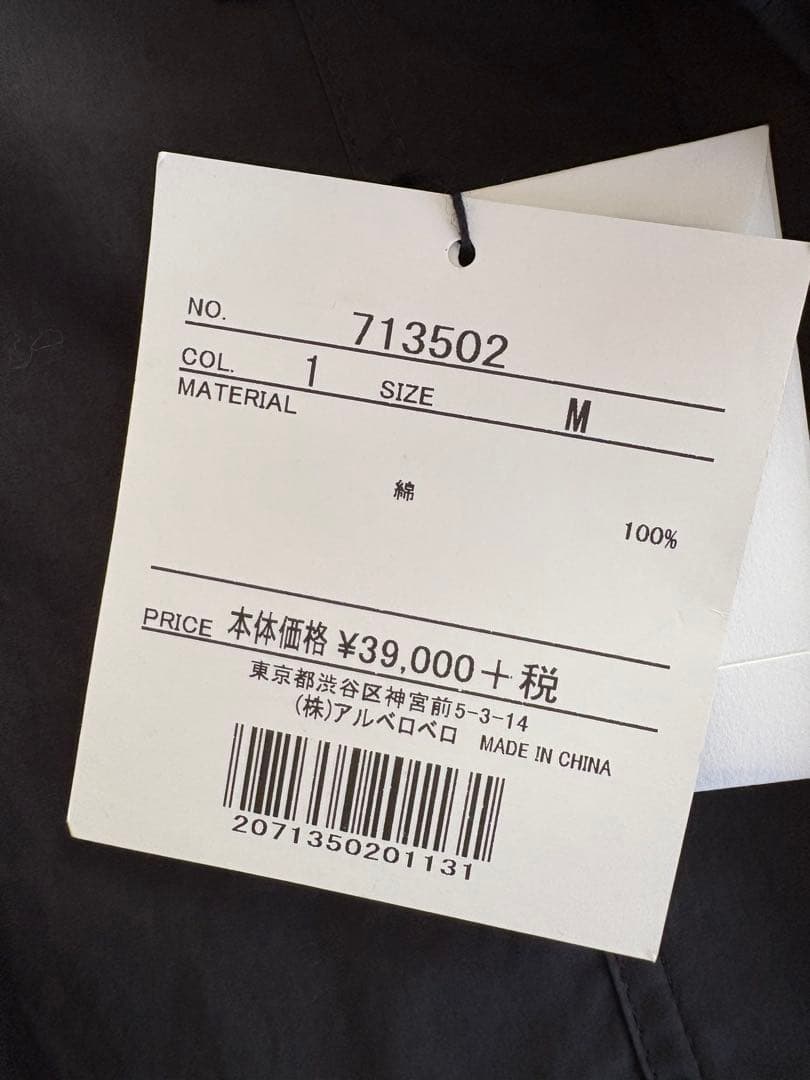 NO. 713502
COL. 1 SIZE M
MATERIAL
綿 100%
PRICE 本体価格 ¥39,000+税
東京都渋谷区神宮前5-3-14
(株)アルベロベロ MADE IN CHINA
2071350201131